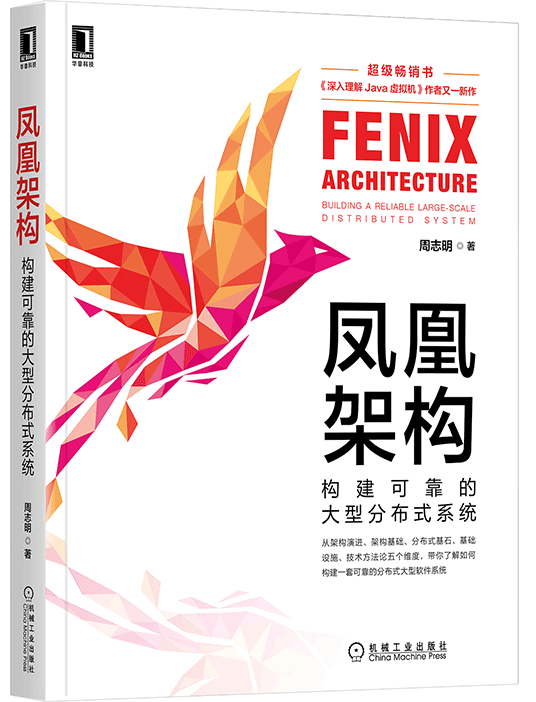 HZ BOOKS
华章科技
凤凰架构
构建可靠的大型分布式系统
周志明 ◎ 著
机械工业出版社
China Machine Press
超级畅销书
《深入理解 Java 虚拟机》作者又一新作
FENIX
ARCHITECTURE
BUILDING A RELIABLE LARGE-SCALE
DISTRIBUTED SYSTEM
周志明 ◎ 著
凤凰
架构
构建可靠的
大型分布式系统
从架构演进、架构基础、分布式基石、基础
设施、技术方法论五个维度,带你了解如何
构建一套可靠的分布式大型软件系统
机械工业出版社
China Machine Press